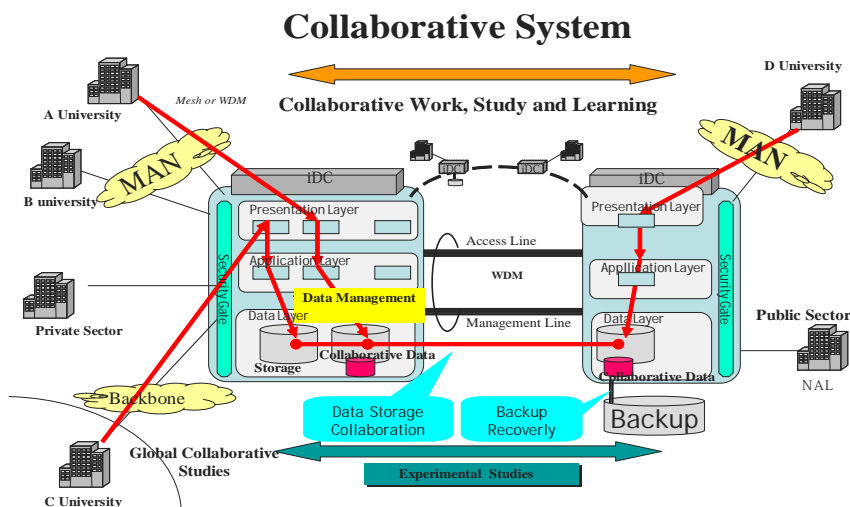 Collaborative System
D University
Mesh or WDM
Collaborative Work, Study and Learning
A University
MAN
MAN
iDC
iDC
iDC
iDC
B university
Presentation Layer
Presentation Layer
Security Gate
Access Line
Application Layer
WDM
Appllication Layer
Security Gate
Data Management
Private Sector
Data Layer
Management Line
Data Layer
Public Sector
Storage
Collaborative Data
Collaborative Data
NAL
Backbone
Data Storage
Collaboration
Backup
Recoverly
Backup
Global Collaborative
Studies
Experimental Studies
C University